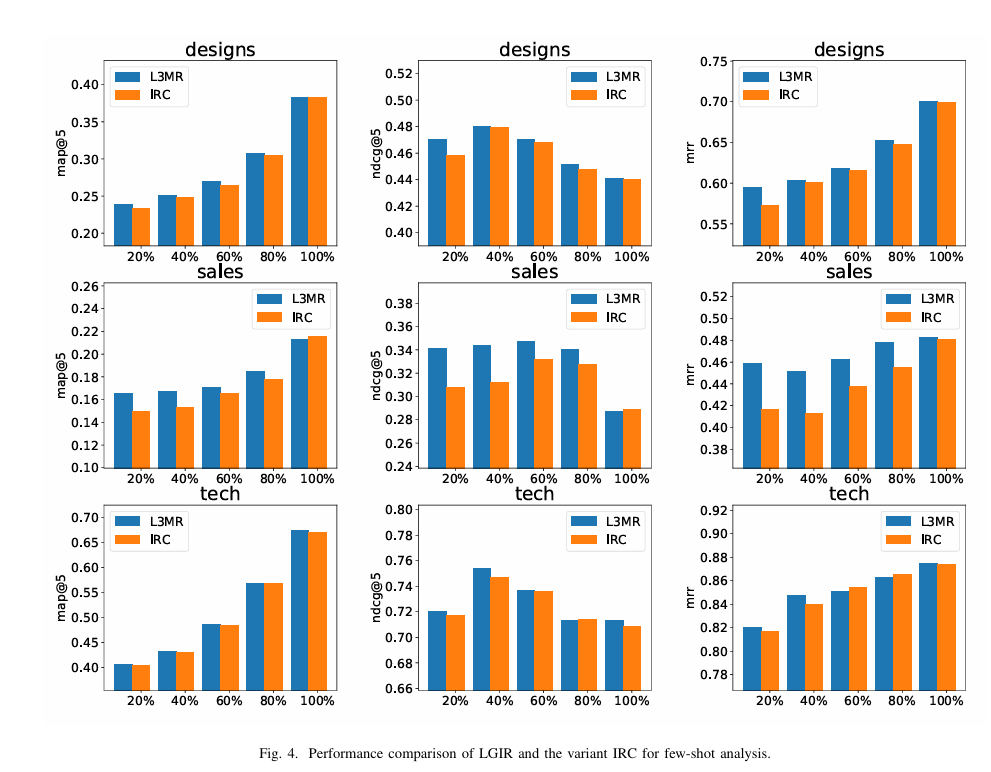 designs
map@5
0.40
0.35
0.30
0.25
0.20
L3MR
IRC
20% 40% 60% 80% 100%
designs
ndcg@5
0.52
0.50
0.48
0.46
0.44
0.42
0.40
L3MR
IRC
20% 40% 60% 80% 100%
designs
mrr
0.75
0.70
0.65
0.60
0.55
L3MR
IRC
20% 40% 60% 80% 100%
sales
map@5
0.26
0.24
0.22
0.20
0.18
0.16
0.14
0.12
0.10
L3MR
IRC
20% 40% 60% 80% 100%
sales
ndcg@5
0.38
0.36
0.34
0.32
0.30
0.28
0.26
0.24
L3MR
IRC
20% 40% 60% 80% 100%
sales
mrr
0.52
0.50
0.48
0.46
0.44
0.42
0.40
0.38
L3MR
IRC
20% 40% 60% 80% 100%
tech
map@5
0.70
0.65
0.60
0.55
0.50
0.45
0.40
L3MR
IRC
20% 40% 60% 80% 100%
tech
ndcg@5
0.80
0.78
0.76
0.74
0.72
0.70
0.68
0.66
L3MR
IRC
20% 40% 60% 80% 100%
tech
mrr
0.92
0.90
0.88
0.86
0.84
0.82
0.80
0.78
L3MR
IRC
20% 40% 60% 80% 100%
Fig. 4. Performance comparison of LGIR and the variant IRC for few-shot analysis.